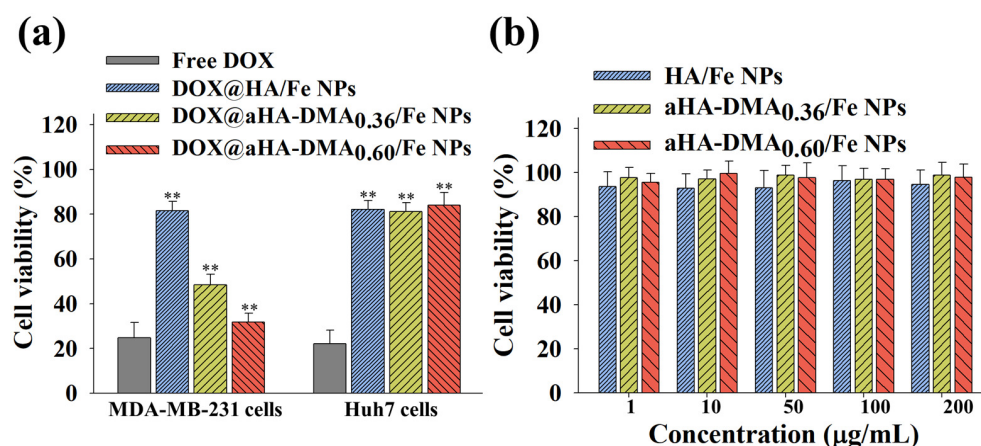 (a)
Free DOX
DOX@HA/Fe NPs
DOX@aHA-DMA0.36/Fe NPs
DOX@aHA-DMA0.60/Fe NPs
Cell viability (%)
120
100
80
60
40
20
0
**
**
**
**
**
**
MDA-MB-231 cells
Huh7 cells
(b)
HA/Fe NPs
aHA-DMA0.36/Fe NPs
aHA-DMA0.60/Fe NPs
Cell viability (%)
120
100
80
60
40
20
0
1 10 50 100 200
Concentration (μg/mL)